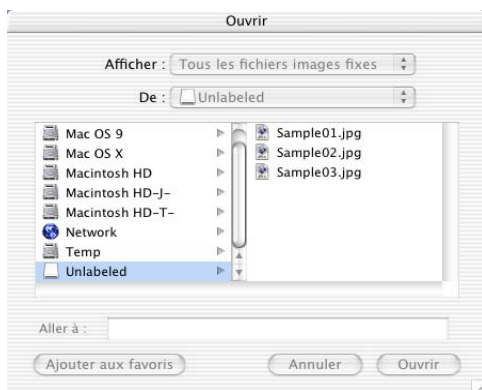 Ouvrir
Afficher : Tous les fichiers images fixes
De : Unlabeled
Mac OS 9
Mac OS X
Macintosh HD
Macintosh HD-J-
Macintosh HD-T-
Network
Temp
Unlabeled
Sample01.jpg
Sample02.jpg
Sample03.jpg
Aller à :
Ajouter aux favoris Annuler Ouvrir